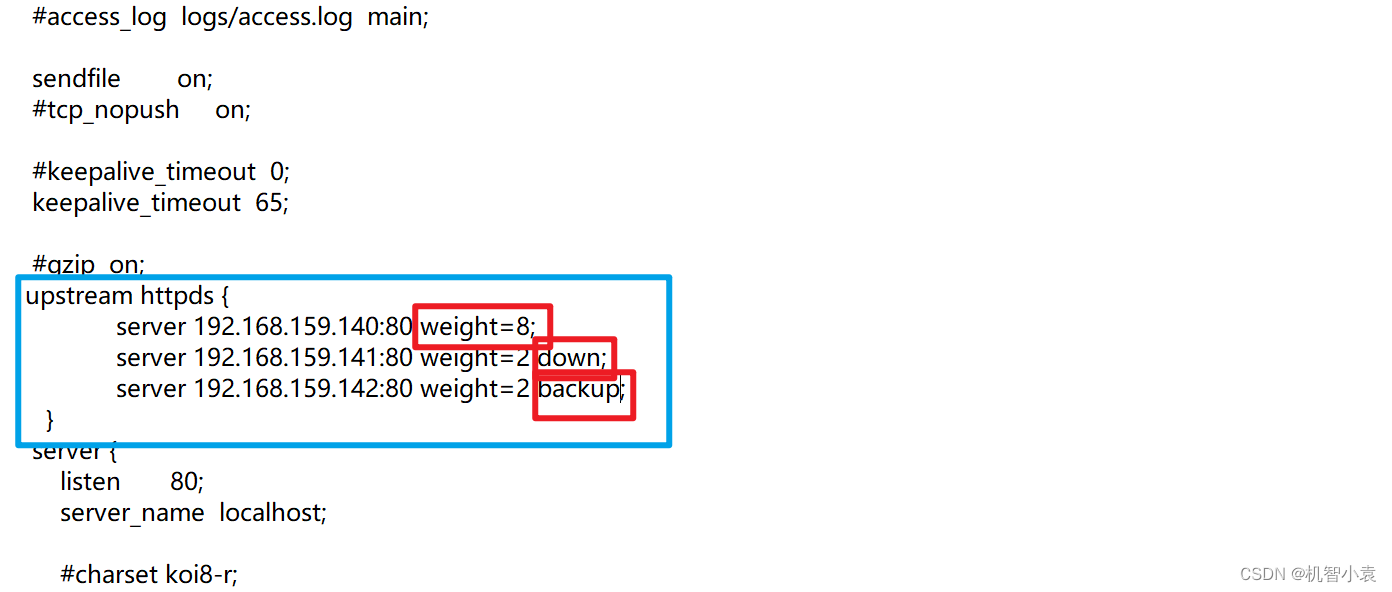 #access_log  logs/access.log  main;
sendfile        on;
#tcp_nopush     on;
#keepalive_timeout  0;
keepalive_timeout  65;
#gzip  on;
upstream httpds {
server 192.168.159.140:80 weight=8;
server 192.168.159.141:80 weight=2 down;
server 192.168.159.142:80 weight=2 backup;
}
server {
listen       80;
server_name  localhost;
#charset koi8-r;
CSDN @机智小袁